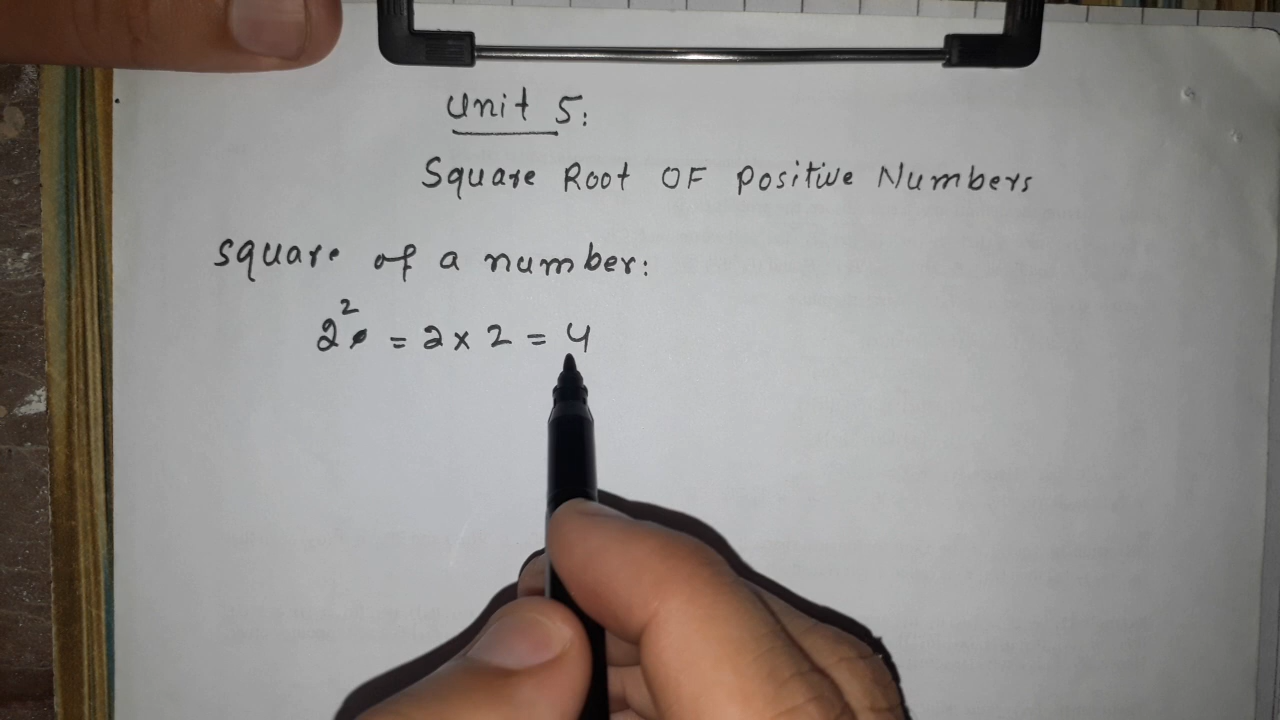 Unit 5:
Square Root OF Positive Numbers
square of a number:
2² = 2 × 2 = 4